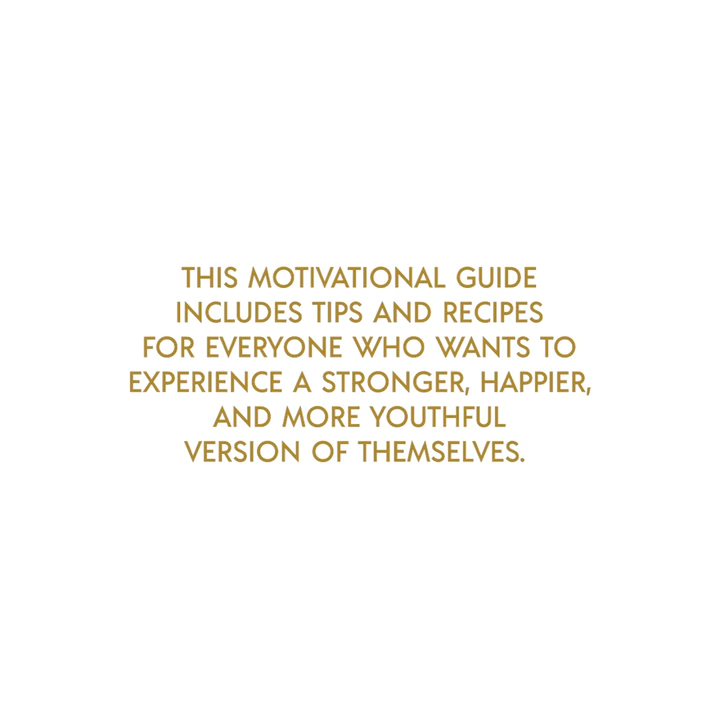 THIS MOTIVATIONAL GUIDE
INCLUDES TIPS AND RECIPES
FOR EVERYONE WHO WANTS TO
EXPERIENCE A STRONGER, HAPPIER,
AND MORE YOUTHFUL
VERSION OF THEMSELVES.